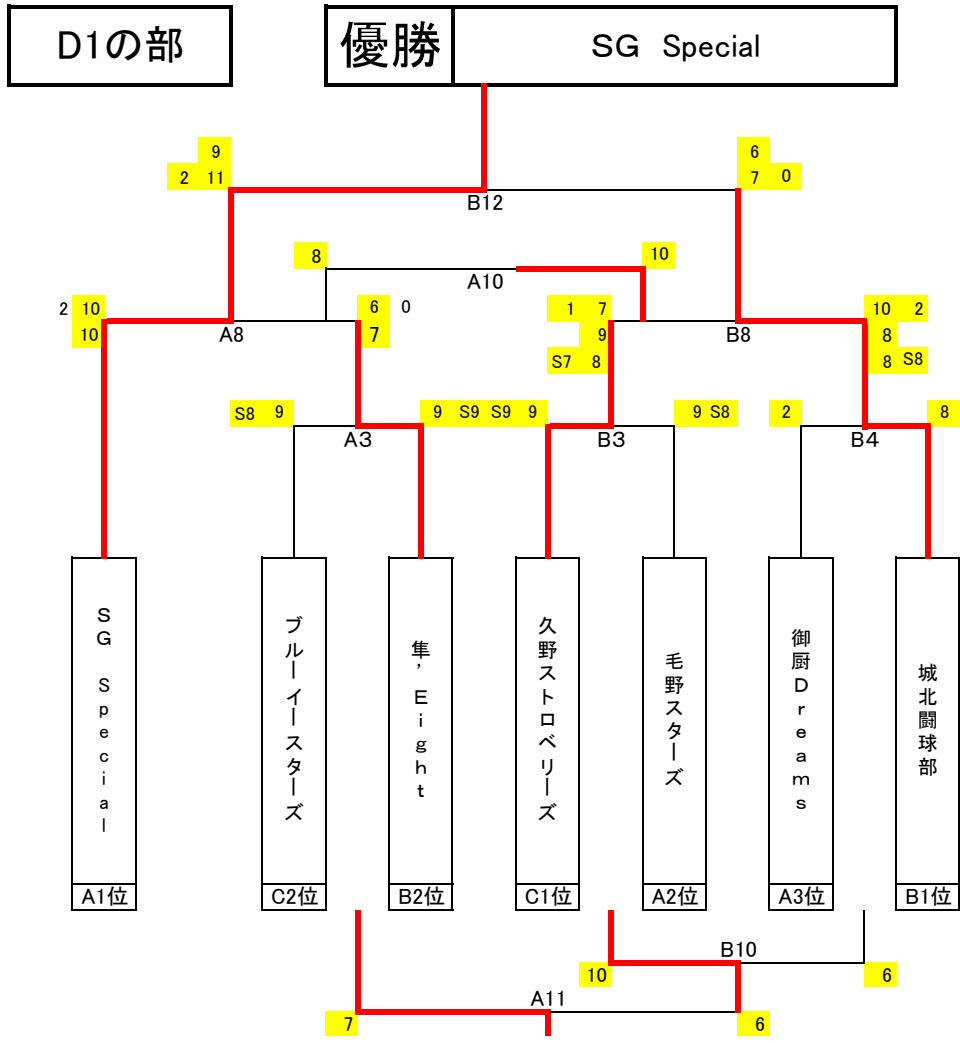 D1の部
優勝 SG Special
9 6
2 11 7 0
B12
8 10
A10
2 10 6 0 1 7 10 2
10 7 9 8
A8 B8
S7 8 8 S8
S8 9 9 S9 S9 9 9 S8 2 8
A3 B3 B4
SG Special
ブルーイースターズ
隼’Eight
久野ストロベリーズ
毛野スターズ
御厨Dreams
城北闘球部
A1位 C2位 B2位 C1位 A2位 A3位 B1位
B10
10 6
A11
7 6